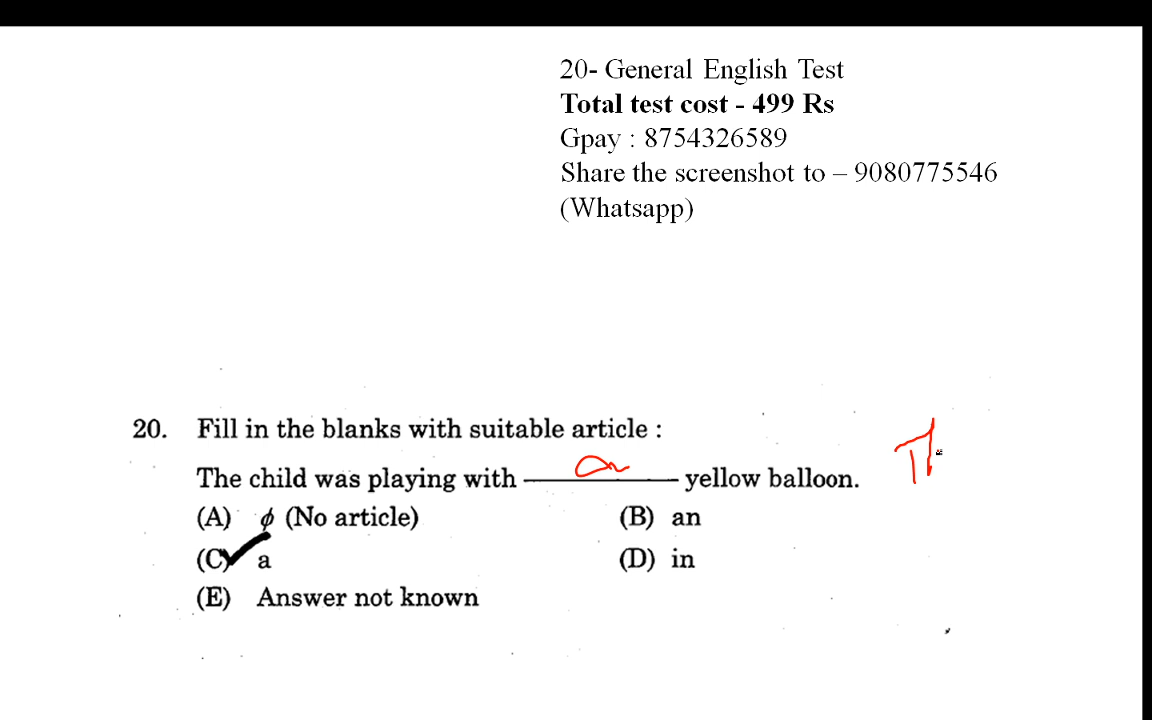 20- General English Test
Total test cost - 499 Rs
Gpay : 8754326589
Share the screenshot to – 9080775546
(Whatsapp)
20. Fill in the blanks with suitable article :
The child was playing with a yellow balloon.
(A) ϕ (No article) (B) an
(C) a (D) in
(E) Answer not known